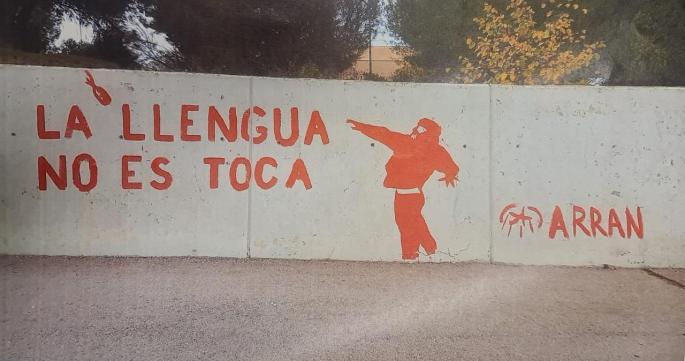 LA LLENGUA
NO ES TOCA
ARRAN